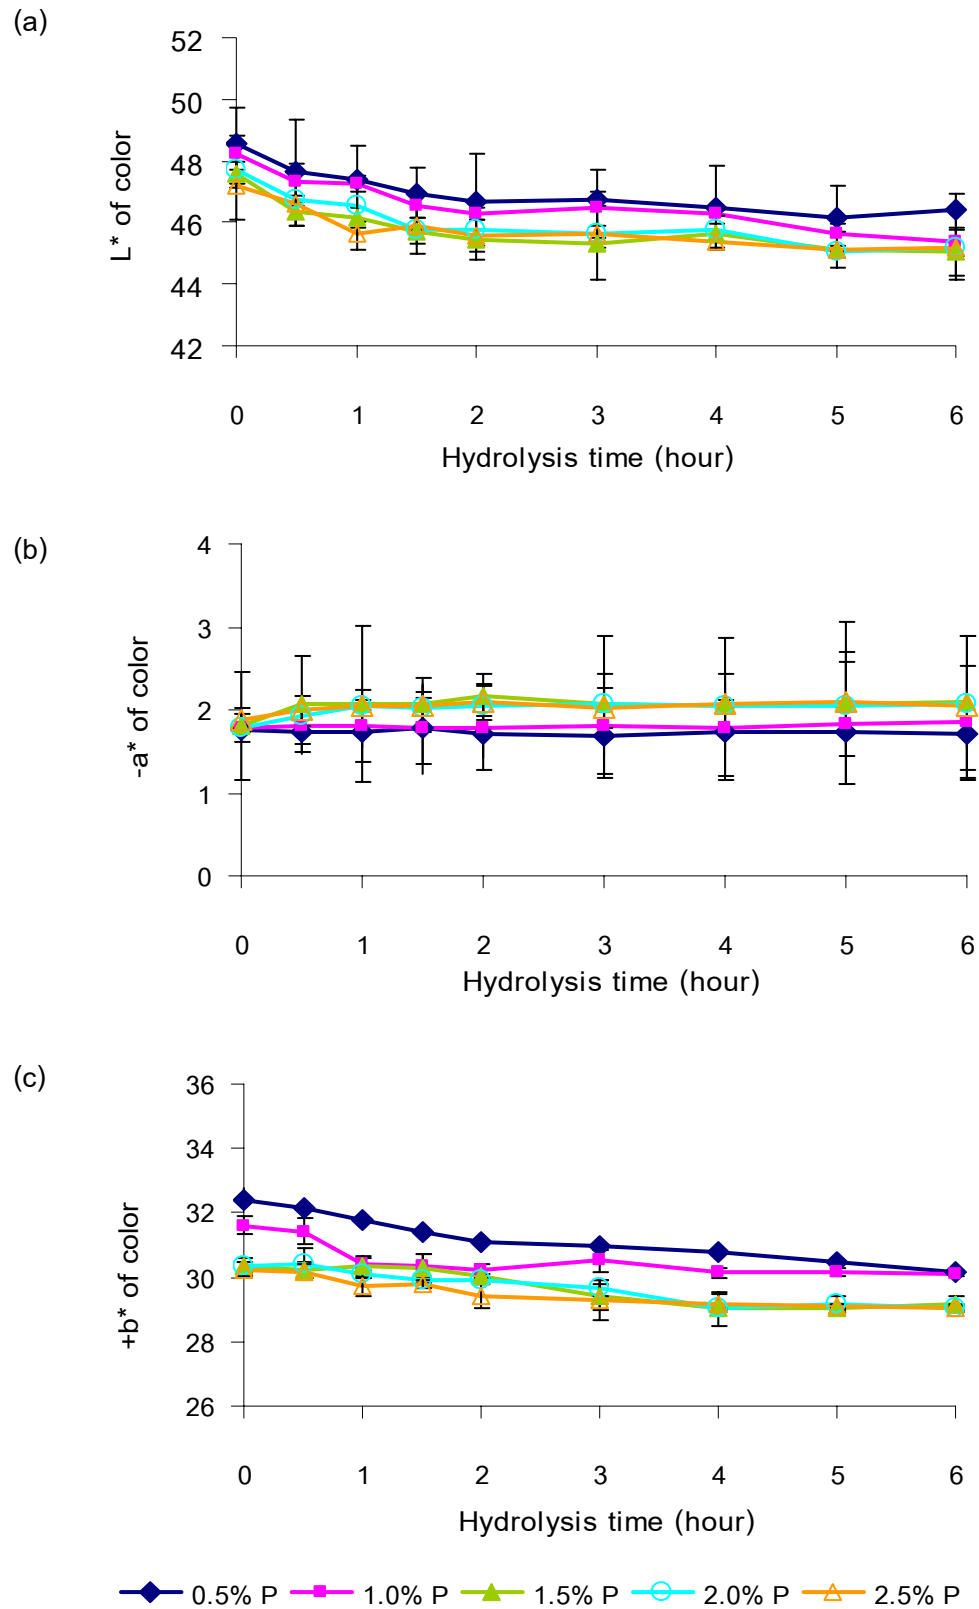 (a)
52
50
48
46
44
42
L* of color
0 1 2 3 4 5 6
Hydrolysis time (hour)
(b)
4
3
2
1
0
-a* of color
0 1 2 3 4 5 6
Hydrolysis time (hour)
(c)
36
34
32
30
28
26
+b* of color
0 1 2 3 4 5 6
Hydrolysis time (hour)
0.5% P 1.0% P 1.5% P 2.0% P 2.5% P